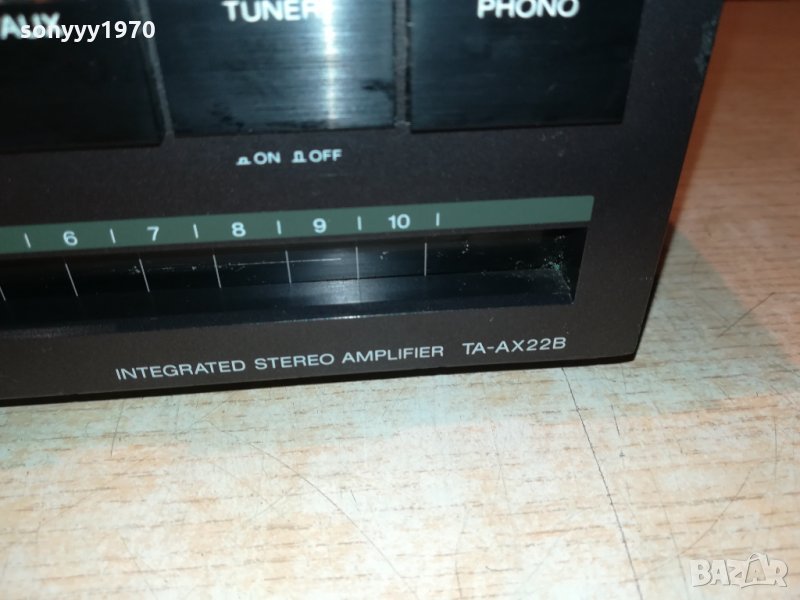 sonyyy1970
AUX TUNER PHONO
ON OFF
6 7 8 9 10
INTEGRATED STEREO AMPLIFIER TA-AX22B
BAZAR